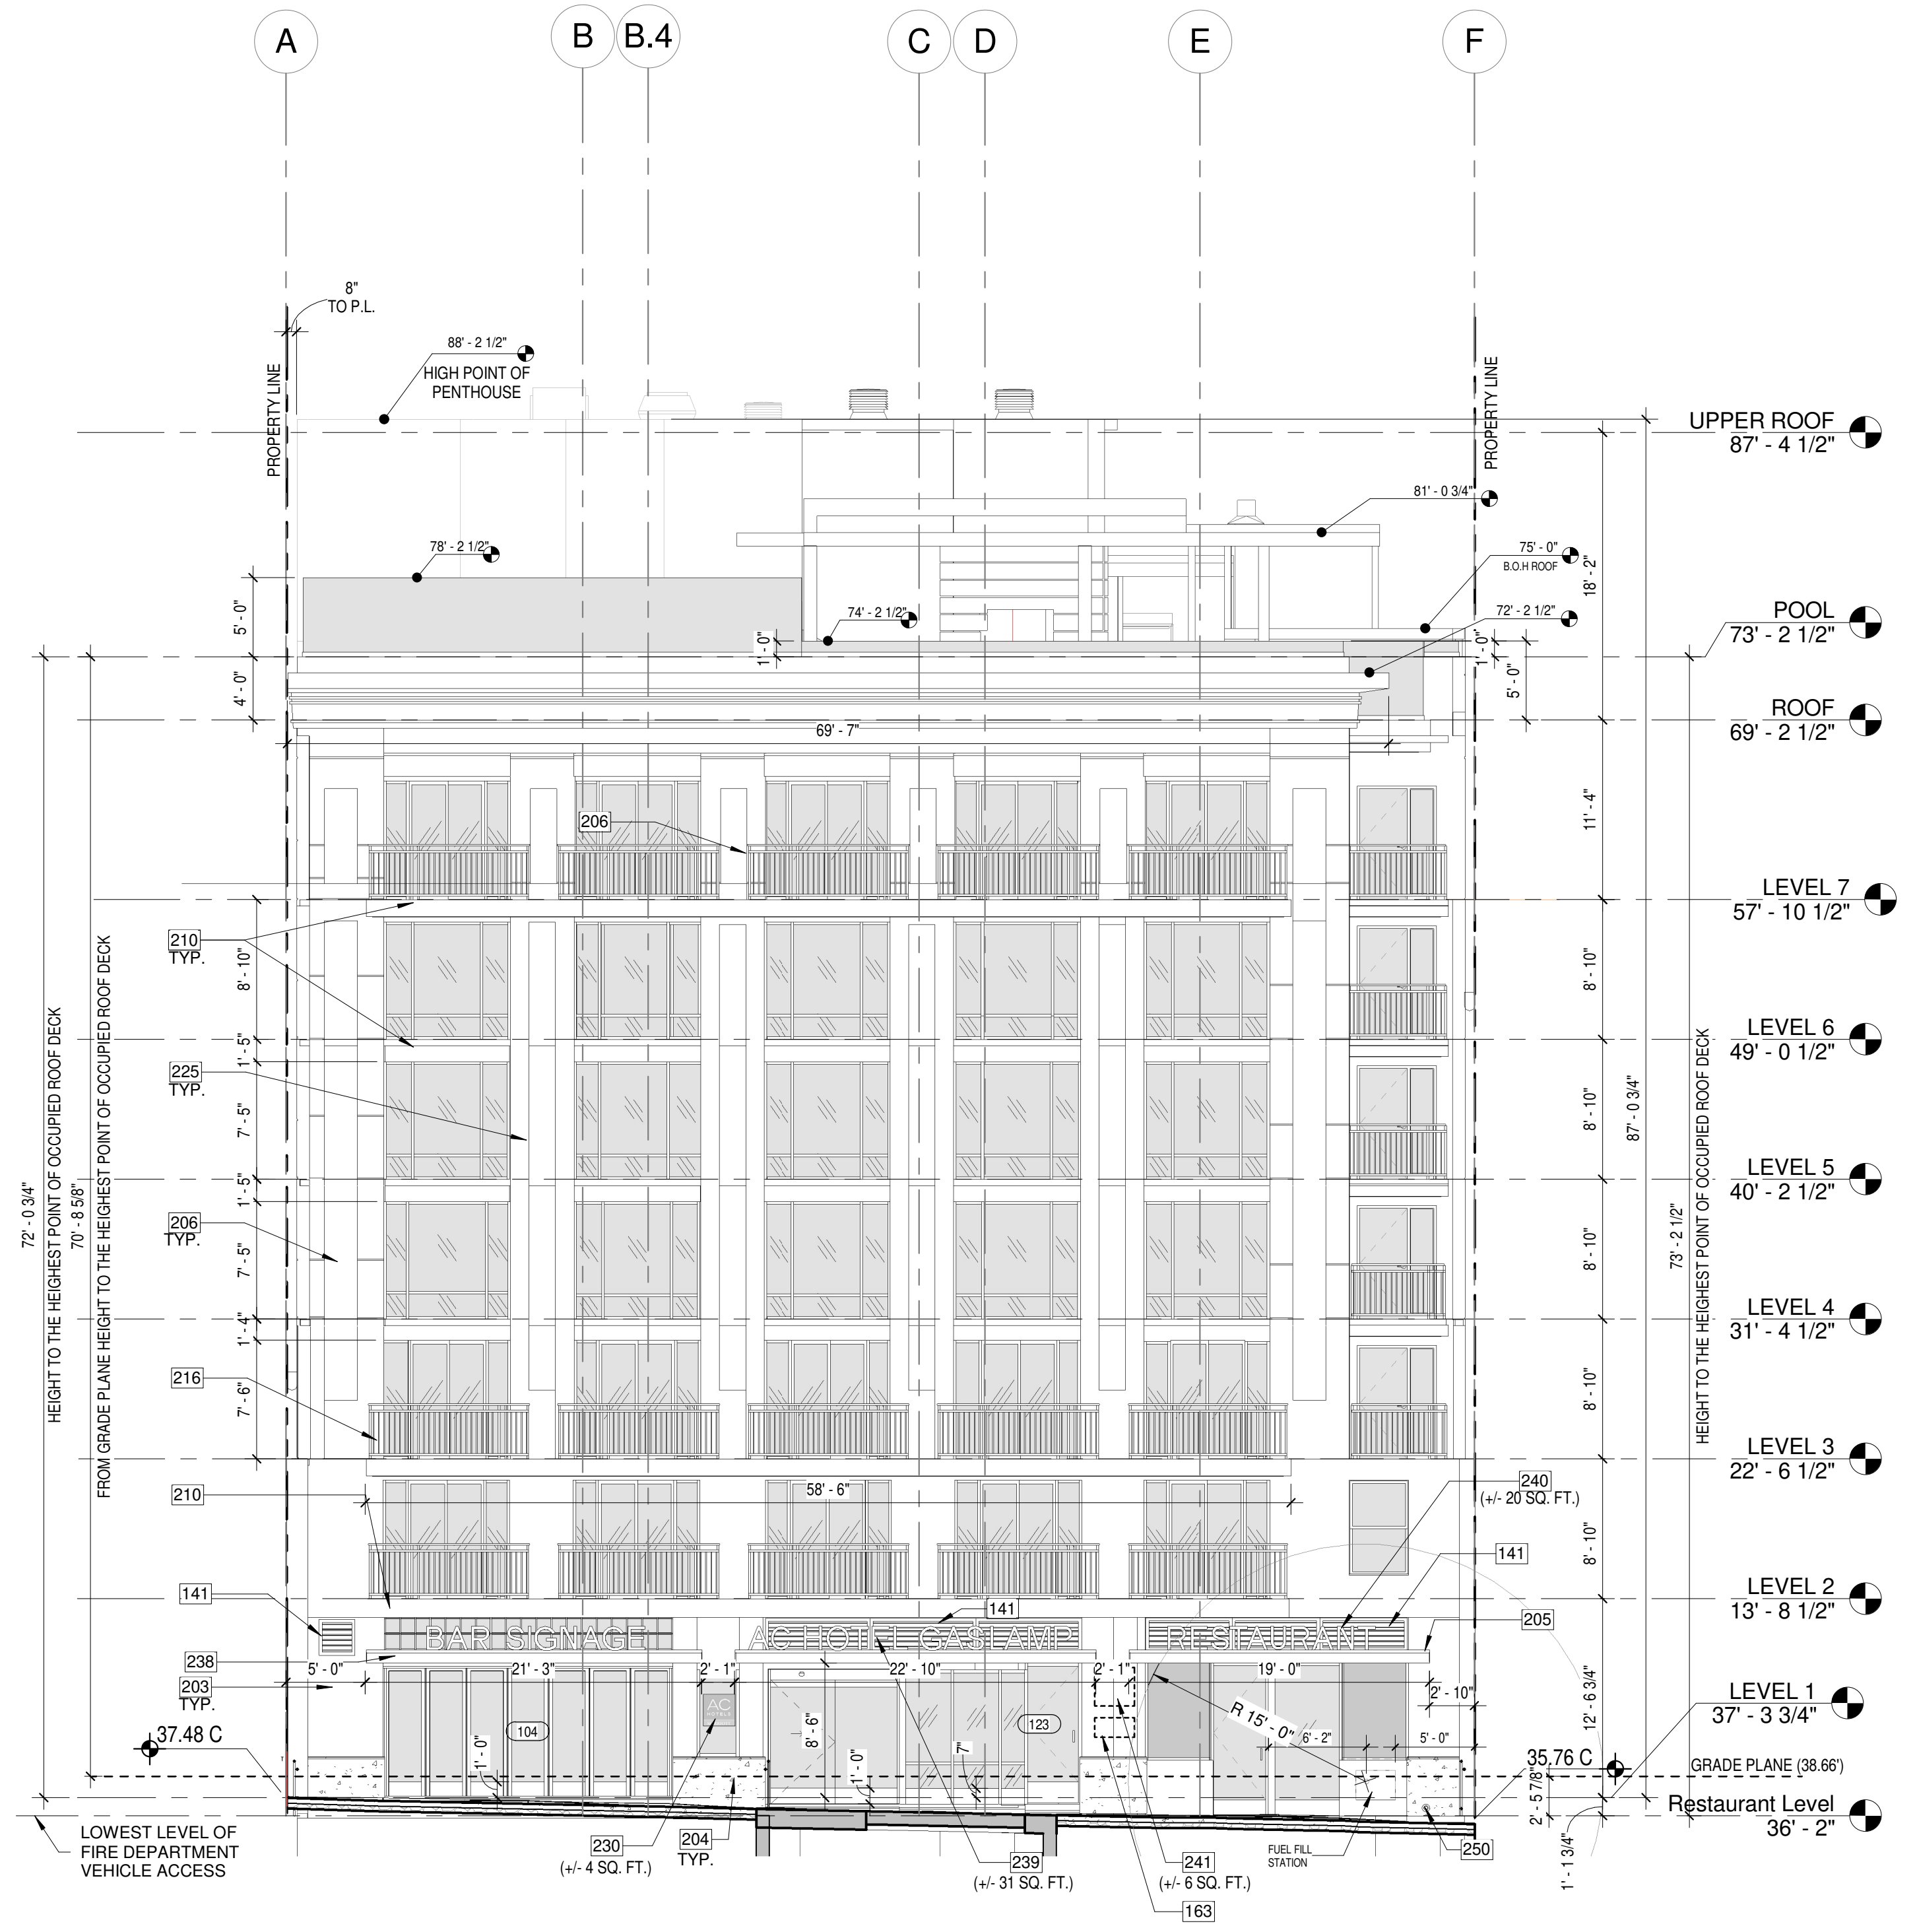 A
B
B.4
C
D
E
F
8"
TO P.L.
88' - 2 1/2"
HIGH POINT OF
PENTHOUSE
PROPERTY LINE
PROPERTY LINE
UPPER ROOF
87' - 4 1/2"
81' - 0 3/4"
78' - 2 1/2"
75' - 0"
B.O.H ROOF
18' - 2"
74' - 2 1/2"
72' - 2 1/2"
POOL
73' - 2 1/2"
5' - 0"
1' - 0"
1' - 0"
5' - 0"
4' - 0"
ROOF
69' - 2 1/2"
69' - 7"
206
11' - 4"
LEVEL 7
57' - 10 1/2"
210
TYP.
8' - 10"
8' - 10"
LEVEL 6
49' - 0 1/2"
1' - 5"
225
TYP.
7' - 5"
8' - 10"
87' - 0 3/4"
LEVEL 5
40' - 2 1/2"
1' - 5"
206
TYP.
7' - 5"
8' - 10"
72' - 0 3/4"
HEIGHT TO THE HEIGHEST POINT OF OCCUPIED ROOF DECK
70' - 8 5/8"
FROM GRADE PLANE HEIGHT TO THE HEIGHEST POINT OF OCCUPIED ROOF DECK
73' - 2 1/2"
HEIGHT TO THE HEIGHEST POINT OF OCCUPIED ROOF DECK
LEVEL 4
31' - 4 1/2"
1' - 4"
216
7' - 6"
8' - 10"
LEVEL 3
22' - 6 1/2"
210
58' - 6"
240
(+/- 20 SQ. FT.)
8' - 10"
141
141
141
LEVEL 2
13' - 8 1/2"
205
BAR SIGNAGE
AC HOTEL GASLAMP
RESTAURANT
238
5' - 0"
21' - 3"
2' - 1"
22' - 10"
2' - 1"
19' - 0"
203
TYP.
2' - 10"
12' - 6 3/4"
LEVEL 1
37' - 3 3/4"
AC
HOTELS
R 15' - 0"
37.48 C
104
123
8' - 6"
6' - 2"
5' - 0"
1' - 0"
1' - 0"
7"
35.76 C
GRADE PLANE (38.66')
2' - 5 7/8"
Restaurant Level
36' - 2"
LOWEST LEVEL OF
FIRE DEPARTMENT
VEHICLE ACCESS
230
(+/- 4 SQ. FT.)
204
TYP.
239
(+/- 31 SQ. FT.)
241
(+/- 6 SQ. FT.)
163
FUEL FILL
STATION
250
1' - 1 3/4"